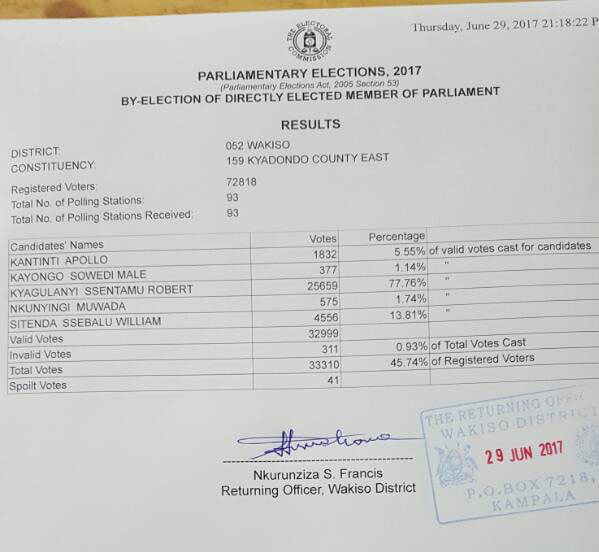 Thursday, June 29, 2017 21:18:22 P
THE ELECTORAL COMMISSION
PARLIAMENTARY ELECTIONS, 2017
(Parliamentary Elections Act, 2005 Section 53)
BY-ELECTION OF DIRECTLY ELECTED MEMBER OF PARLIAMENT
RESULTS
DISTRICT: 052 WAKISO
CONSTITUENCY: 159 KYADONDO COUNTY EAST
Registered Voters: 72818
Total No. of Polling Stations: 93
Total No. of Polling Stations Received: 93
Candidates' Names Votes Percentage
KANTINTI APOLLO 1832 5.55% of valid votes cast for candidates
KAYONGO SOWEDI MALE 377 1.14% "
KYAGULANYI SSENTAMU ROBERT 25659 77.76% "
NKUNYINGI MUWADA 575 1.74% "
SITENDA SSEBALU WILLIAM 4556 13.81% "
Valid Votes 32999
Invalid Votes 311 0.93% of Total Votes Cast
Total Votes 33310 45.74% of Registered Voters
Spoilt Votes 41
Nkurunziza S. Francis
Returning Officer, Wakiso District
THE RETURNING OFFI
WAKISO DISTRICT
29 JUN 2017
P.O.BOX 7218,
KAMPALA